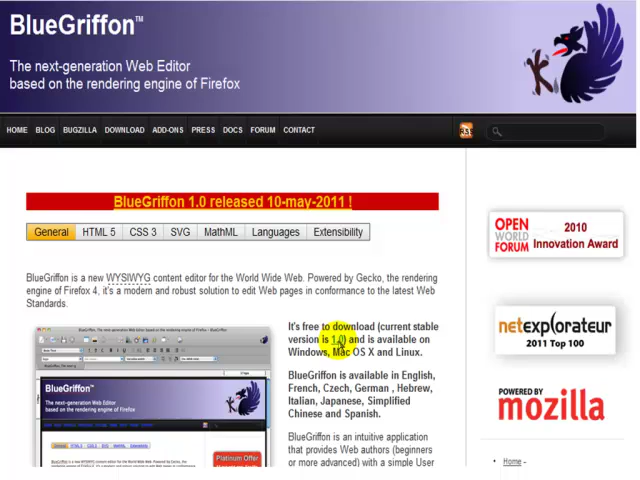 BlueGriffon™
The next-generation Web Editor
based on the rendering engine of Firefox
HOME BLOG BUGZILLA DOWNLOAD ADD-ONS PRESS DOCS FORUM CONTACT
RSS
BlueGriffon 1.0 released 10-may-2011 !
General HTML 5 CSS 3 SVG MathML Languages Extensibility
BlueGriffon is a new WYSIWYG content editor for the World Wide Web. Powered by Gecko, the rendering
engine of Firefox 4, it's a modern and robust solution to edit Web pages in conformance to the latest Web
Standards.
It's free to download (current stable
version is 1.0) and is available on
Windows, Mac OS X and Linux.
BlueGriffon is available in English,
French, Czech, German , Hebrew,
Italian, Japanese, Simplified
Chinese and Spanish.
BlueGriffon is an intuitive application
that provides Web authors (beginners
or more advanced) with a simple User
BlueGriffon
The next-generation Web Editor
based on the rendering engine of Firefox
Platinum Offer
OPEN
WORLD
FORUM
2010
Innovation Award
netexplorateur
2011 Top 100
POWERED BY
mozilla
• Home -